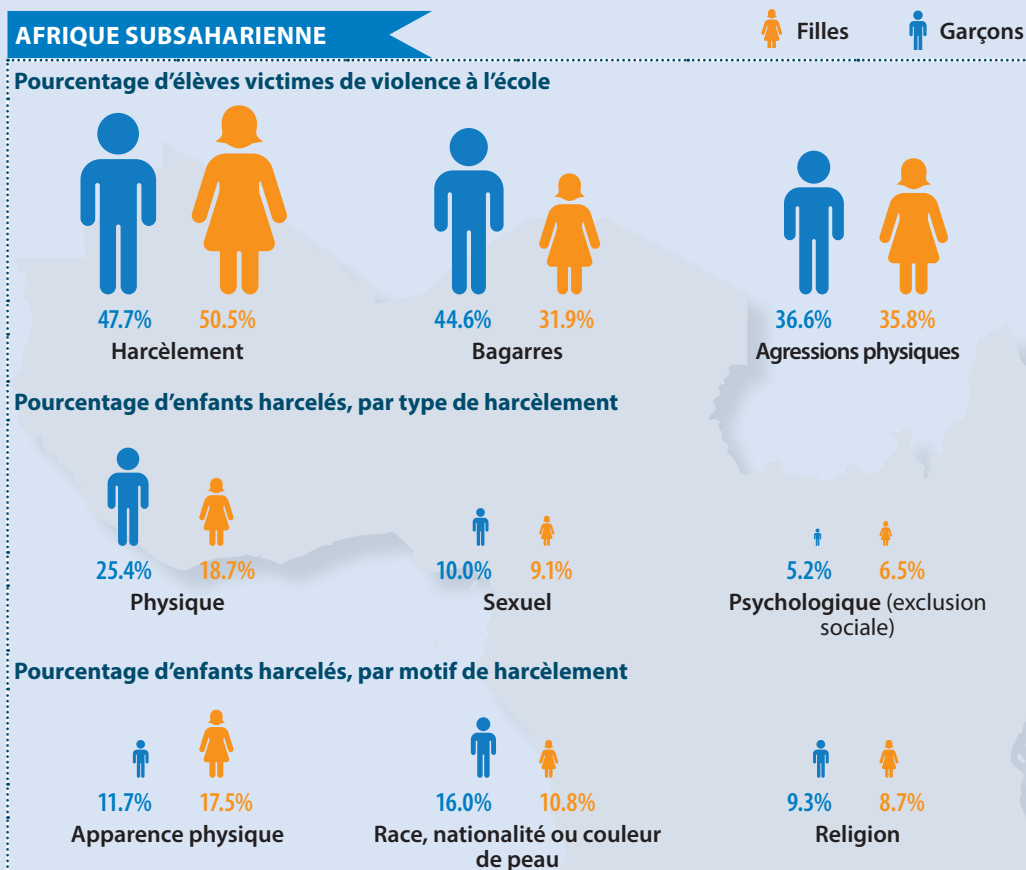 AFRIQUE SUBSAHARIENNE
Filles
Garçons
Pourcentage d'élèves victimes de violence à l'école
47.7%
50.5%
Harcèlement
44.6%
31.9%
Bagarres
36.6%
35.8%
Agressions physiques
Pourcentage d'enfants harcelés, par type de harcèlement
25.4%
18.7%
Physique
10.0%
9.1%
Sexuel
5.2%
6.5%
Psychologique (exclusion
sociale)
Pourcentage d'enfants harcelés, par motif de harcèlement
11.7%
17.5%
Apparence physique
16.0%
10.8%
Race, nationalité ou couleur
de peau
9.3%
8.7%
Religion